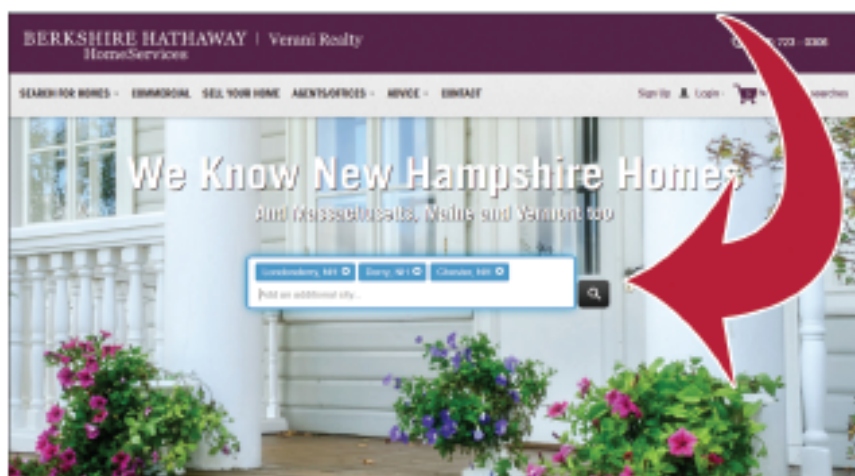 BERKSHIRE HATHAWAY | Verani Realty
HomeServices
723 - 
SEARCH FOR HOMES COMMERCIAL SELL YOUR HOME AGENTS/OFFICES ADVICE CONTACT
Sign Up Login searches
We Know New Hampshire Homes
And Massachusetts, Maine and Vermont too
Londonderry, NH Derry, NH Chester, NH
Add an additional city...